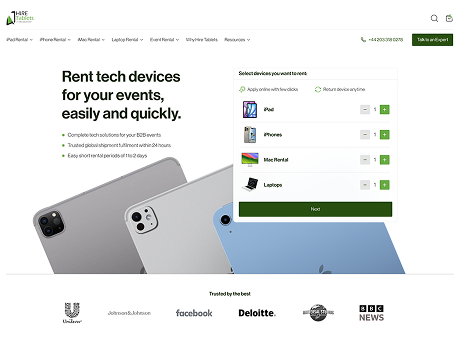 HIRE
Tablets
iPad Rental
iPhone Rental
iMac Rental
Laptop Rental
Event Rental
Why Hire Tablets
Resources
+44 203 318 0278
Talk to an Expert
Rent tech devices
for your events,
easily and quickly.
Complete tech solutions for your B2B events
Trusted global shipment fulfilment within 24 hours
Easy short rental periods of 1 to 2 days
Select devices you want to rent:
Apply online with few clicks
Return device anytime
iPad
− 1 +
iPhones
− 1 +
Mac Rental
− 1 +
Laptops
− 1 +
Next
Trusted by the best
Unilever
Johnson&Johnson
facebook
Deloitte.
BBC
NEWS